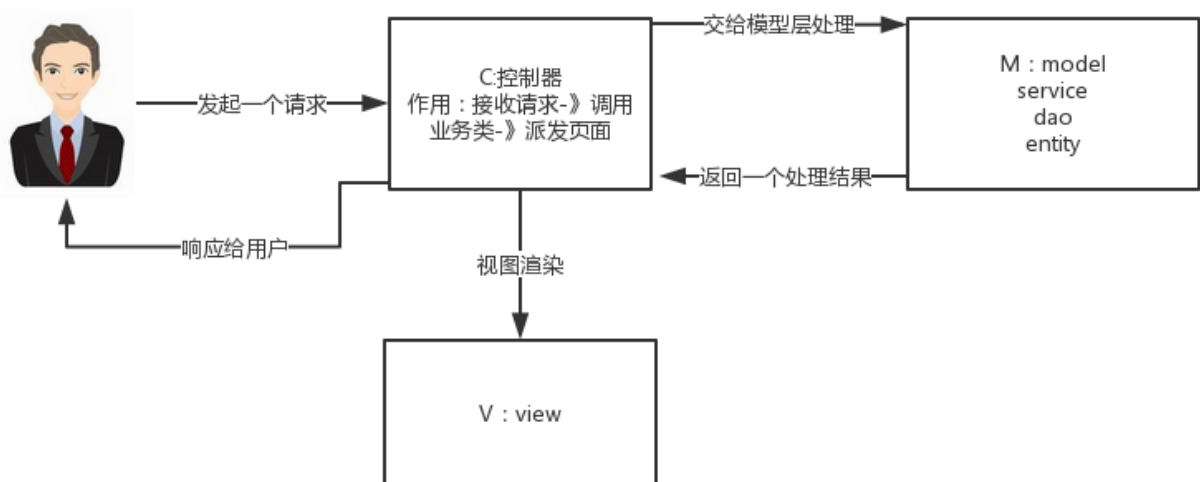 交给模型层处理
C:控制器
作用：接收请求-》调用
业务类-》派发页面
M：model
service
dao
entity
发起一个请求
返回一个处理结果
响应给用户
视图渲染
V：view